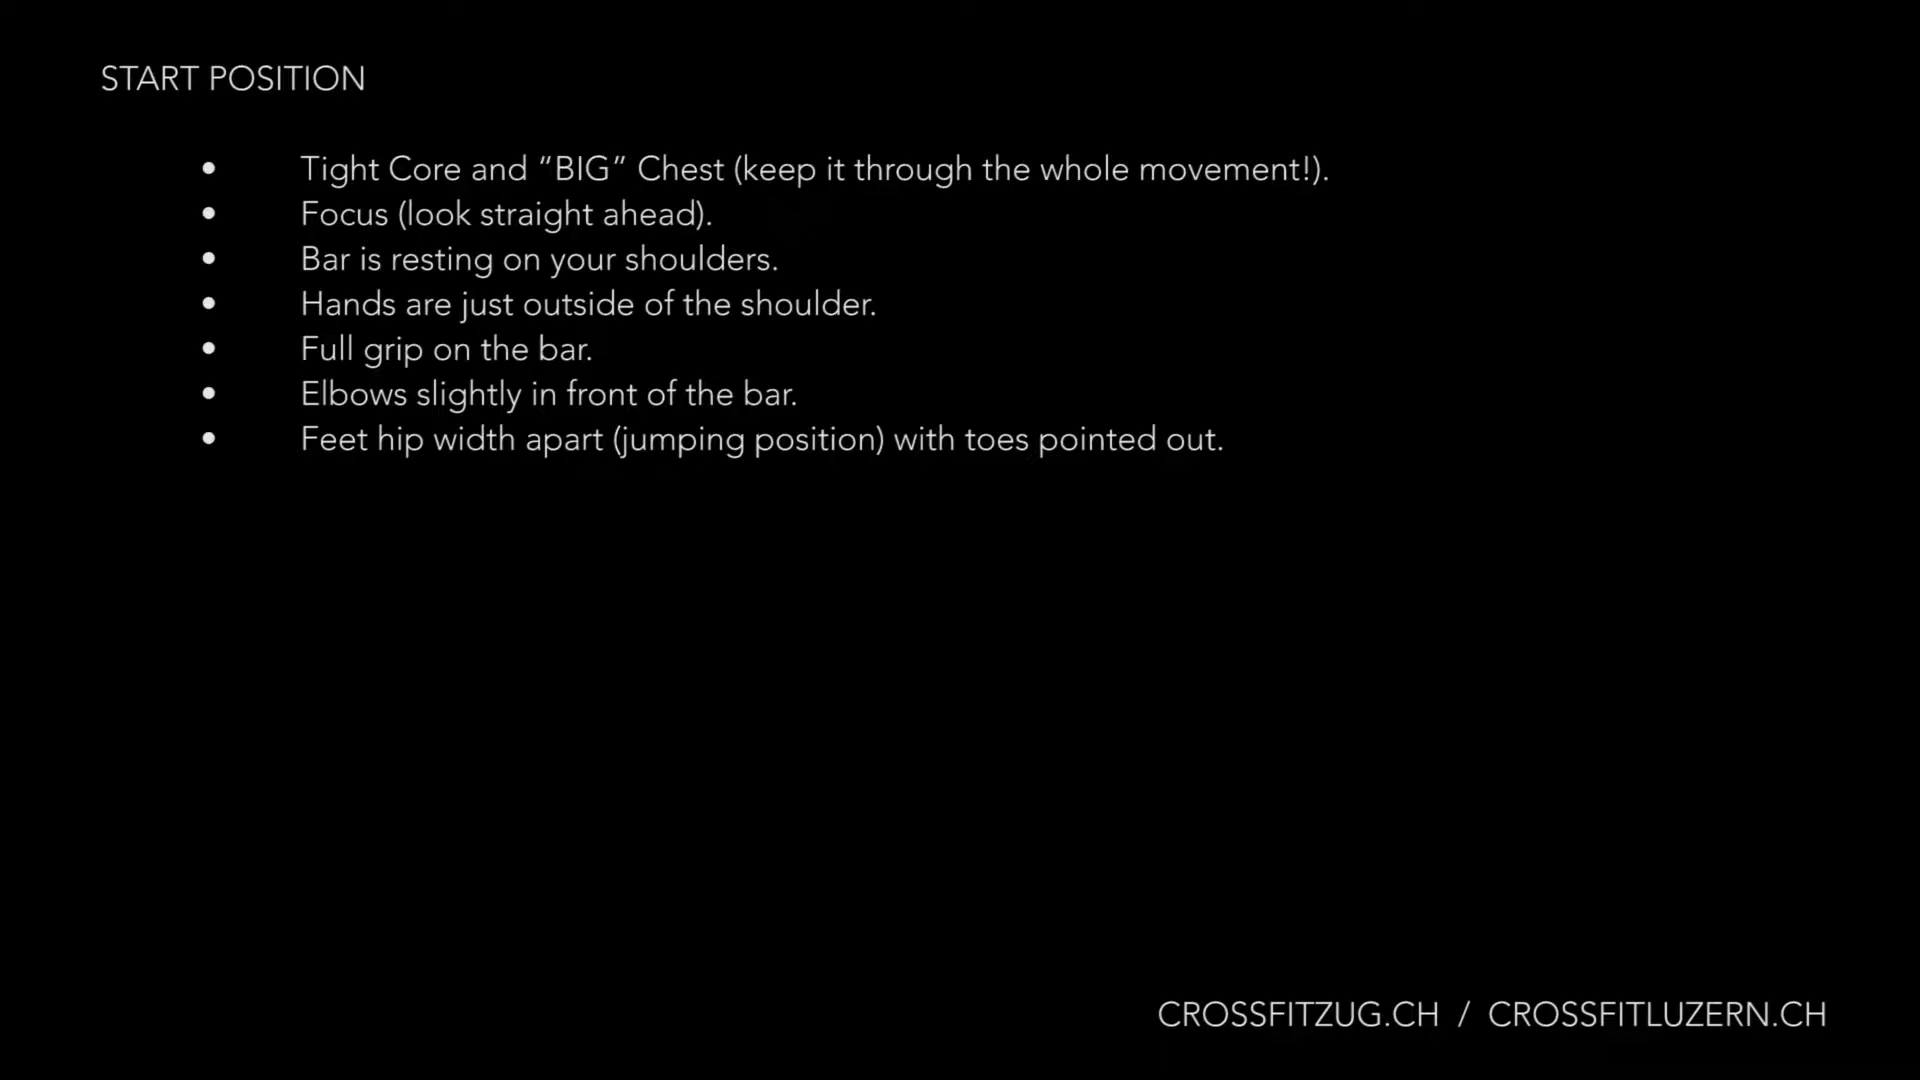 START POSITION
• Tight Core and “BIG” Chest (keep it through the whole movement!).
• Focus (look straight ahead).
• Bar is resting on your shoulders.
• Hands are just outside of the shoulder.
• Full grip on the bar.
• Elbows slightly in front of the bar.
• Feet hip width apart (jumping position) with toes pointed out.
CROSSFITZUG.CH / CROSSFITLUZERN.CH